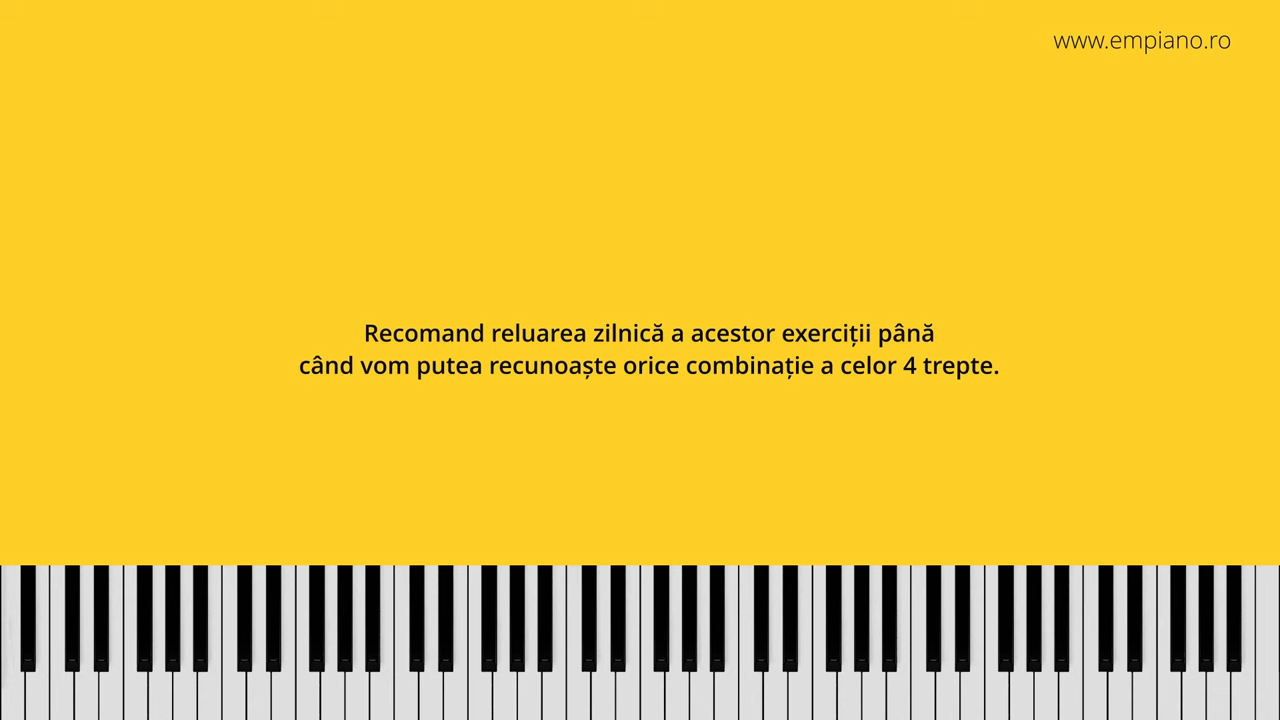 www.empiano.ro
Recomand reluarea zilnică a acestor exerciții până
când vom putea recunoaște orice combinație a celor 4 trepte.